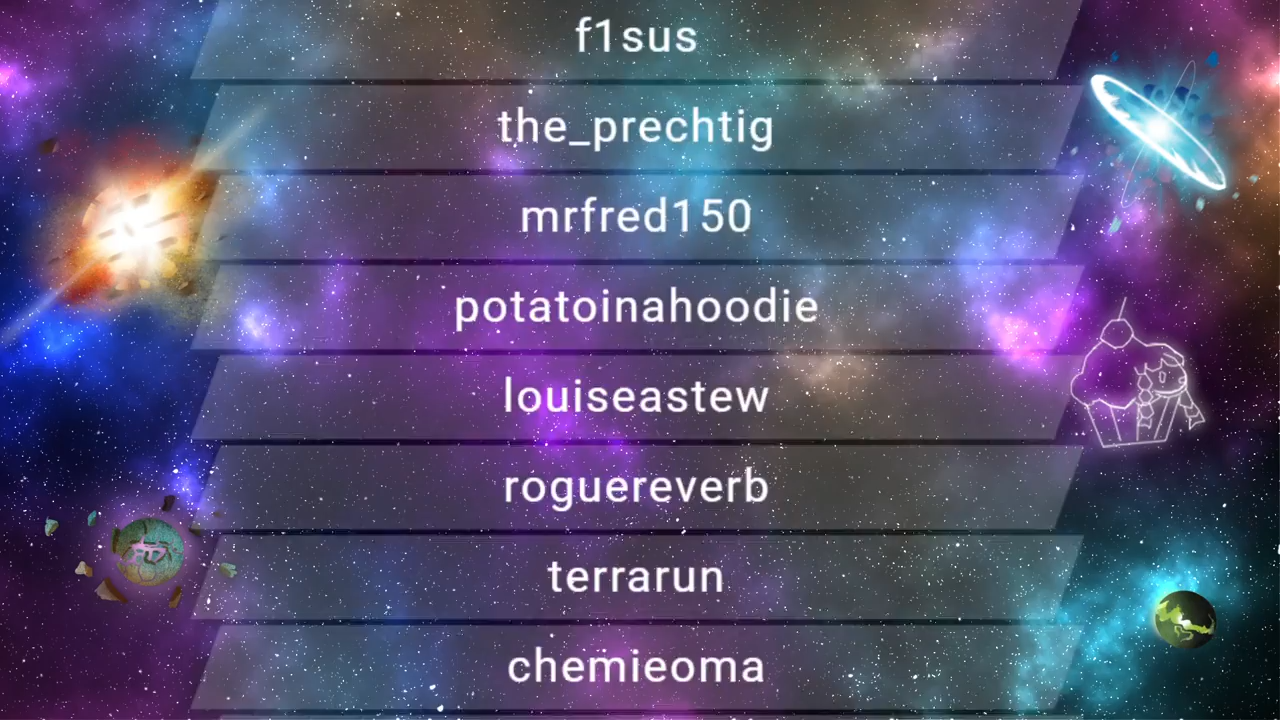 f1sus
the_prechtig
mrfred150
potatoinahoodie
louiseastew
roguereverb
terrarun
chemieoma